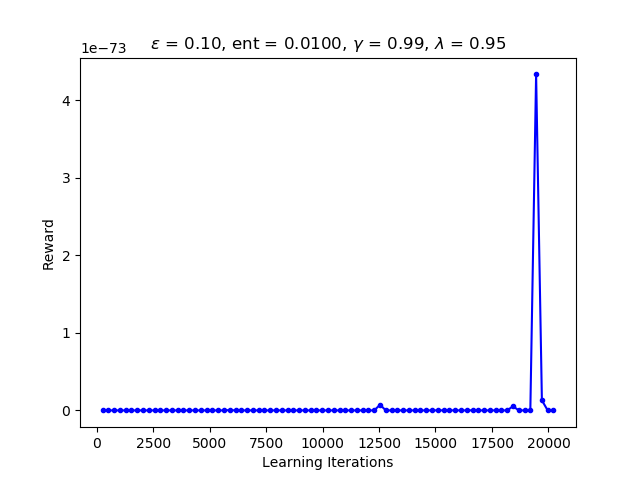 1e−73
ε = 0.10, ent = 0.0100, γ = 0.99, λ = 0.95
4
3
2
1
0
Reward
0 2500 5000 7500 10000 12500 15000 17500 20000
Learning Iterations